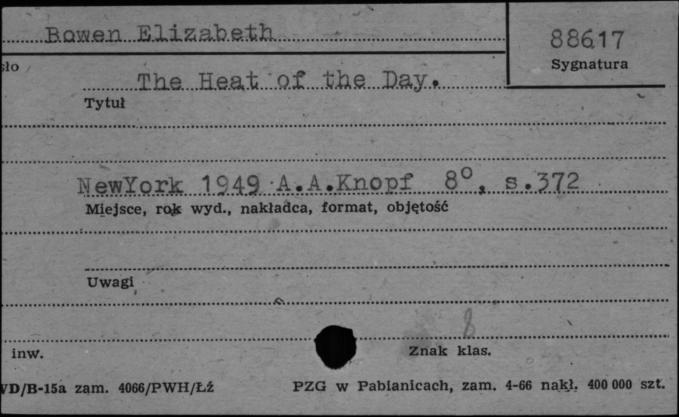 Bowen Elizabeth
88617
Sygnatura
The Heat of the Day.
Tytuł
NewYork 1949 A.A.Knopf 8°, s.372
Miejsce, rok wyd., nakładca, format, objętość
Uwagi
8
inw.
Znak klas.
/B-15a zam. 4066/PWH/Łź
PZG w Pabianicach, zam. 4-66 nakł. 400 000 szt.